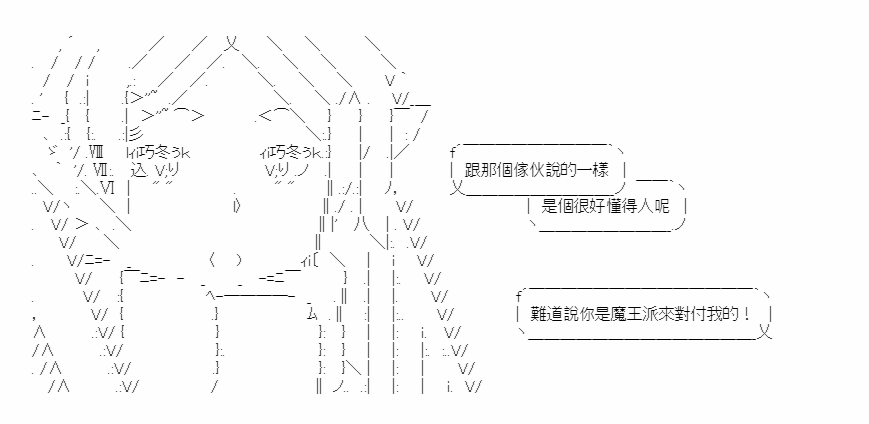 跟那個傢伙說的一樣
是個很好懂得人呢
難道說你是魔王派來對付我的！